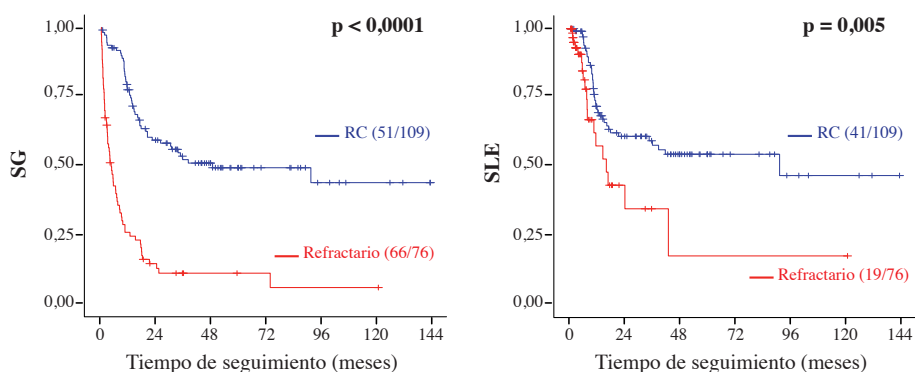 p < 0,0001
SG
1,00
0,75
0,50
0,25
0,00
RC (51/109)
Refractario (66/76)
0 24 48 72 96 120 144
Tiempo de seguimiento (meses)
p = 0,005
SLE
1,00
0,75
0,50
0,25
0,00
RC (41/109)
Refractario (19/76)
0 24 48 72 96 120 144
Tiempo de seguimiento (meses)